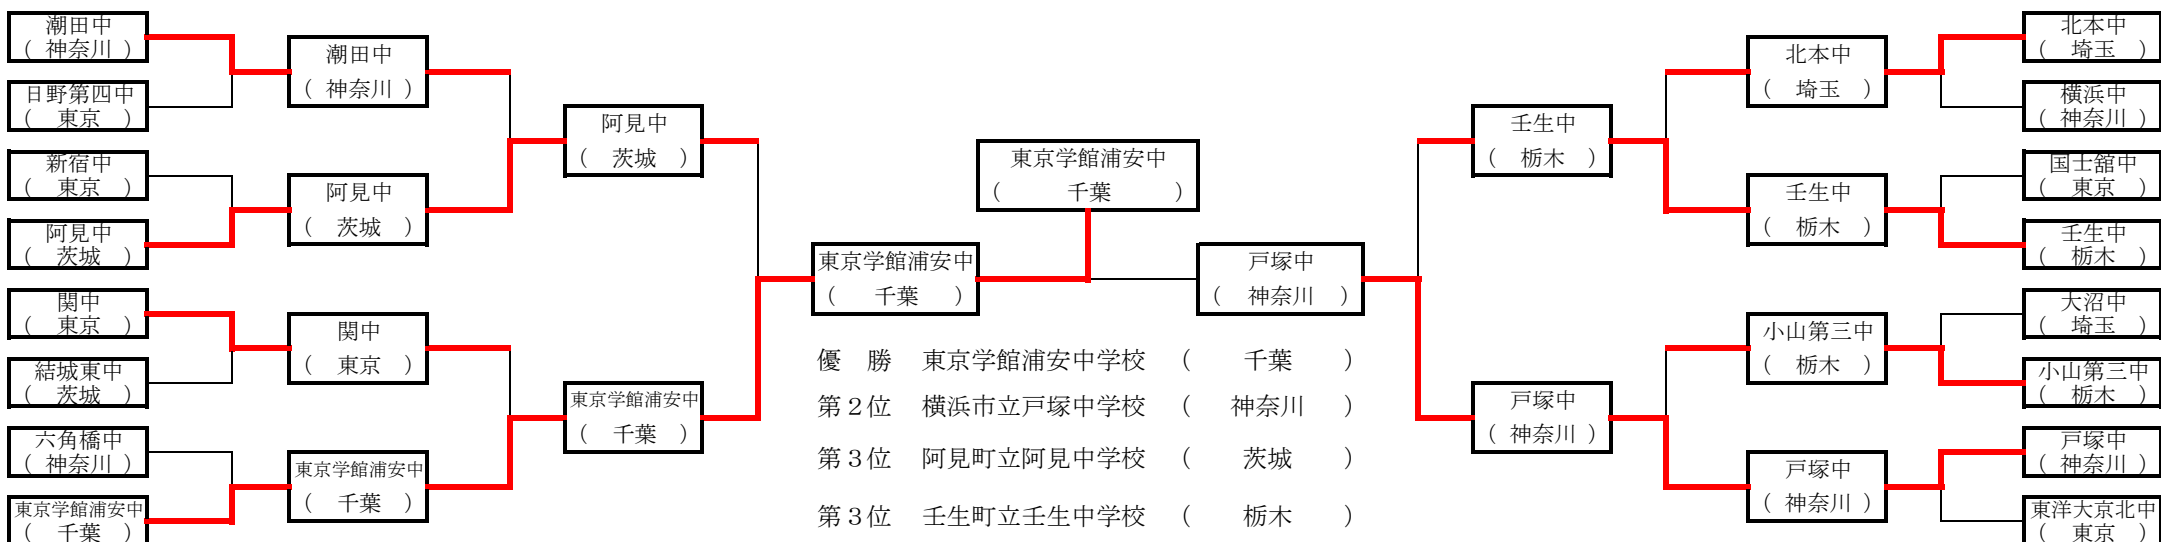 潮田中
( 神奈川 )
日野第四中
( 東京 )
新宿中
( 東京 )
阿見中
( 茨城 )
関中
( 東京 )
結城東中
( 茨城 )
六角橋中
( 神奈川 )
東京学館浦安中
( 千葉 )
潮田中
( 神奈川 )
阿見中
( 茨城 )
関中
( 東京 )
東京学館浦安中
( 千葉 )
阿見中
( 茨城 )
東京学館浦安中
( 千葉 )
東京学館浦安中
( 千葉 )
東京学館浦安中
( 千葉 )
戸塚中
( 神奈川 )
優 勝 東京学館浦安中学校 ( 千葉 )
第２位 横浜市立戸塚中学校 ( 神奈川 )
第３位 阿見町立阿見中学校 ( 茨城 )
第３位 壬生町立壬生中学校 ( 栃木 )
壬生中
( 栃木 )
戸塚中
( 神奈川 )
北本中
( 埼玉 )
壬生中
( 栃木 )
小山第三中
( 栃木 )
戸塚中
( 神奈川 )
北本中
( 埼玉 )
横浜中
( 神奈川 )
国士舘中
( 東京 )
壬生中
( 栃木 )
大沼中
( 埼玉 )
小山第三中
( 栃木 )
戸塚中
( 神奈川 )
東洋大京北中
( 東京 )